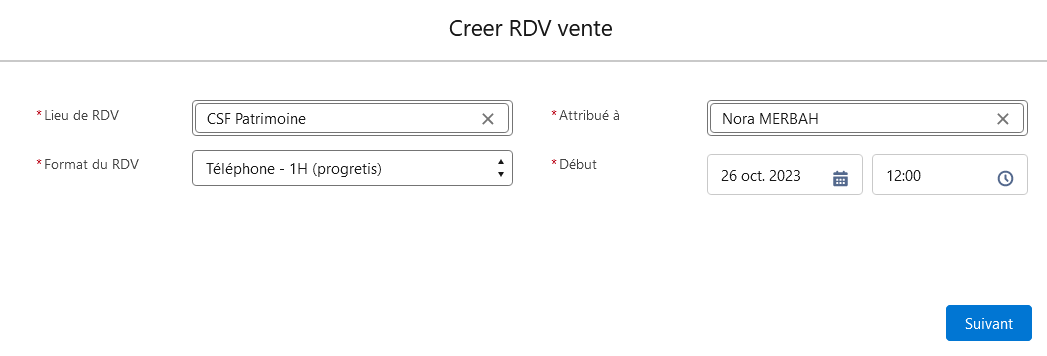 Creer RDV vente
*Lieu de RDV
CSF Patrimoine
*Attribué à
Nora MERBAH
*Format du RDV
Téléphone - 1H (progretis)
*Début
26 oct. 2023
12:00
Suivant